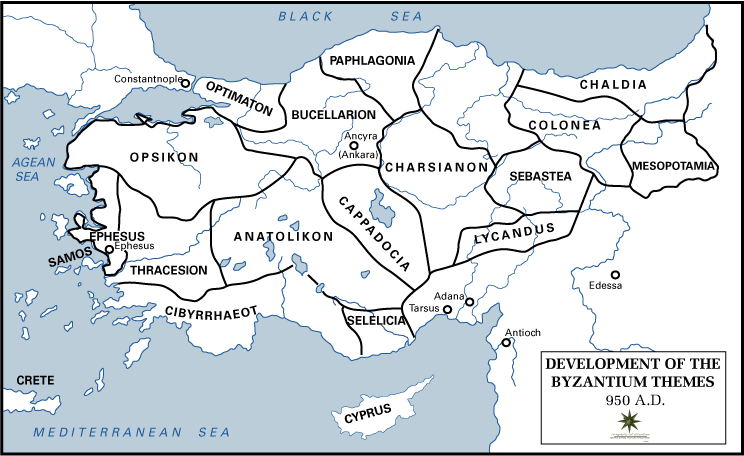 BLACK SEA
PAPHLAGONIA
Constantnople
OPTIMATON
CHALDIA
BUCELLARION
COLONEA
Ancyra
(Ankara)
OPSIKON
AGEAN
SEA
CHARSIANON
MESOPOTAMIA
SEBASTEA
CAPPADOCIA
EPHESUS
Ephesus
ANATOLIKON
LYCANDUS
SAMOS
THRACESION
Edessa
Adana
Tarsus
CIBYRRHAEOT
SELELICIA
Antioch
DEVELOPMENT OF THE
BYZANTIUM THEMES
950 A.D.
CRETE
CYPRUS
MEDITERRANEAN SEA